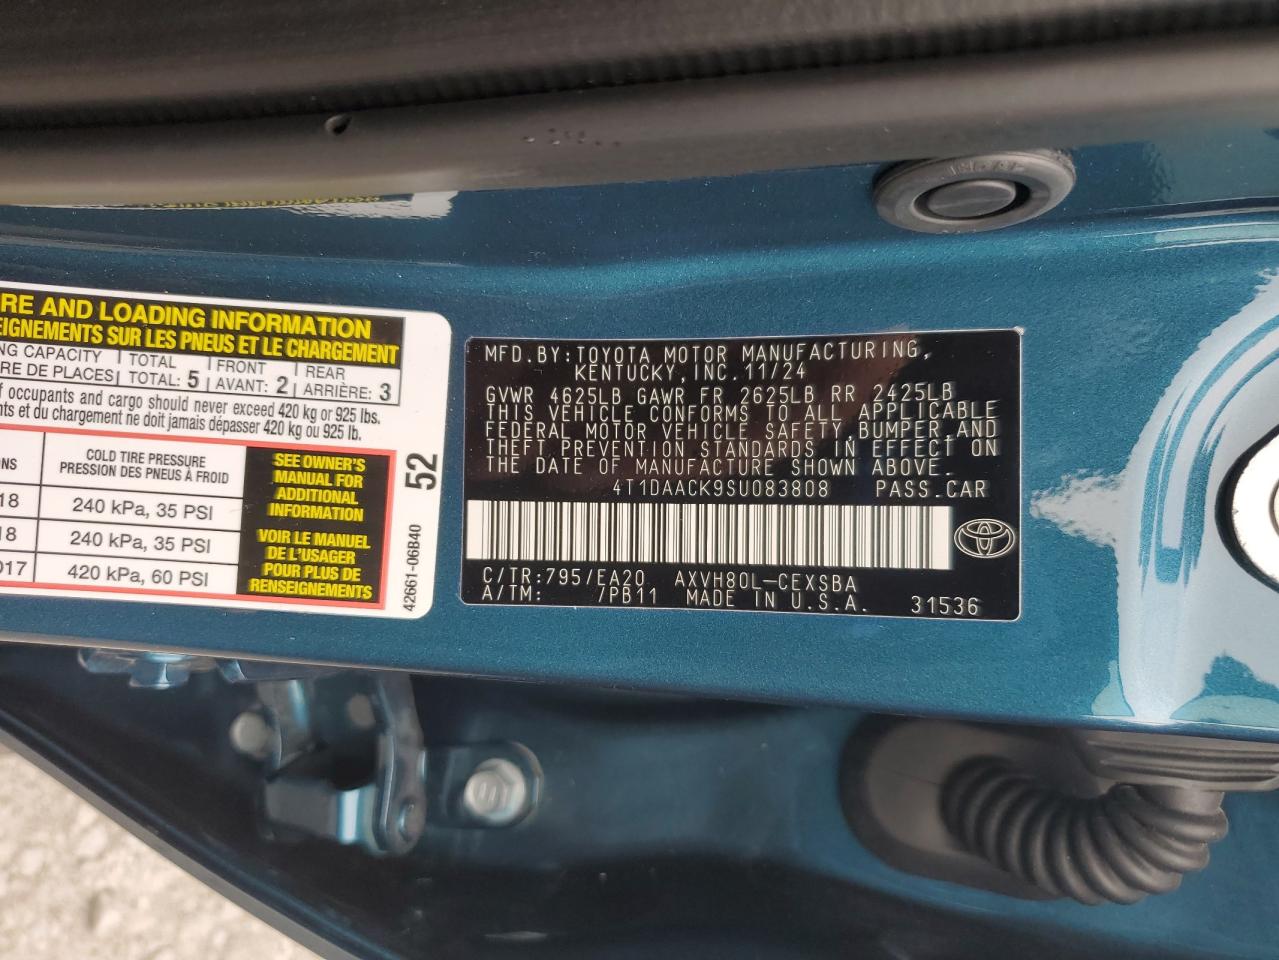 RE AND LOADING INFORMATION
EIGNEMENTS SUR LES PNEUS ET LE CHARGEMENT
NG CAPACITY TOTAL FRONT REAR
RE DE PLACES TOTAL: 5 AVANT: 2 ARRIÈRE: 3
f occupants and cargo should never exceed 420 kg or 925 lbs.
nts et du chargement ne doit jamais dépasser 420 kg ou 925 lb.
ONS COLD TIRE PRESSURE
PRESSION DES PNEUS À FROID
18 240 kPa, 35 PSI
18 240 kPa, 35 PSI
017 420 kPa, 60 PSI
SEE OWNER'S
MANUAL FOR
ADDITIONAL
INFORMATION
VOIR LE MANUEL
DE L'USAGER
POUR PLUS DE
RENSEIGNEMENTS
52
42661-06B40
MFD.BY:TOYOTA MOTOR MANUFACTURING,
KENTUCKY,INC.11/24
GVWR 4625LB GAWR FR 2625LB RR 2425LB
THIS VEHICLE CONFORMS TO ALL APPLICABLE
FEDERAL MOTOR VEHICLE SAFETY,BUMPER AND
THEFT PREVENTION STANDARDS IN EFFECT ON
THE DATE OF MANUFACTURE SHOWN ABOVE.
4T1DAACK9SU083808 PASS.CAR
C/TR:795/EA20 AXVH80L-CEXSBA
A/TM: /PB11 MADE IN U.S.A. 31536